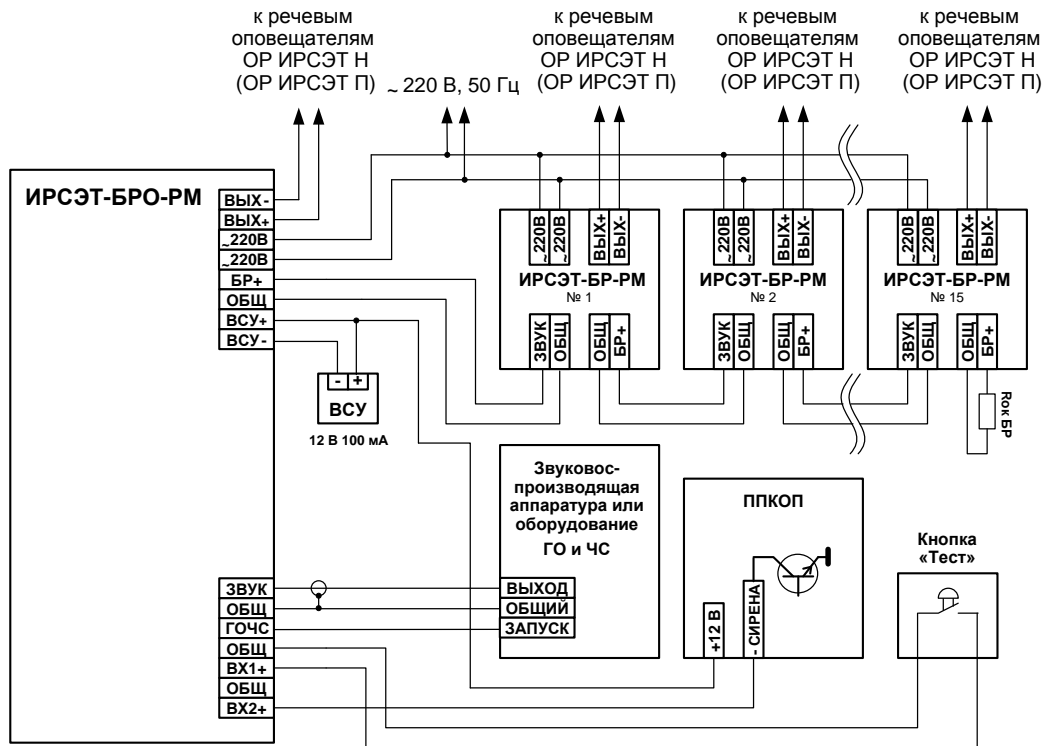 к речевым
оповещателям
ОР ИРСЭТ Н
(ОР ИРСЭТ П)
~ 220 В, 50 Гц
к речевым
оповещателям
ОР ИРСЭТ Н
(ОР ИРСЭТ П)
к речевым
оповещателям
ОР ИРСЭТ Н
(ОР ИРСЭТ П)
к речевым
оповещателям
ОР ИРСЭТ Н
(ОР ИРСЭТ П)
ИРСЭТ-БРО-РМ
ВЫХ-
ВЫХ+
~220В
~220В
БР+
ОБЩ
ВСУ+
ВСУ-
~220В
~220В
ВЫХ+
ВЫХ-
ИРСЭТ-БР-РМ
№ 1
ЗВУК
ОБЩ
ОБЩ
БР+
~220В
~220В
ВЫХ+
ВЫХ-
ИРСЭТ-БР-РМ
№ 2
ЗВУК
ОБЩ
ОБЩ
БР+
~220В
~220В
ВЫХ+
ВЫХ-
ИРСЭТ-БР-РМ
№ 15
ЗВУК
ОБЩ
ОБЩ
БР+
Rок БР
- +
ВСУ
12 В 100 мА
Звуковос-
производящая
аппаратура или
оборудование
ГО и ЧС
ВЫХОД
ОБЩИЙ
ЗАПУСК
ППКОП
+12 В
- СИРЕНА
Кнопка
«Тест»
ЗВУК
ОБЩ
ГОЧС
ОБЩ
ВХ1+
ОБЩ
ВХ2+